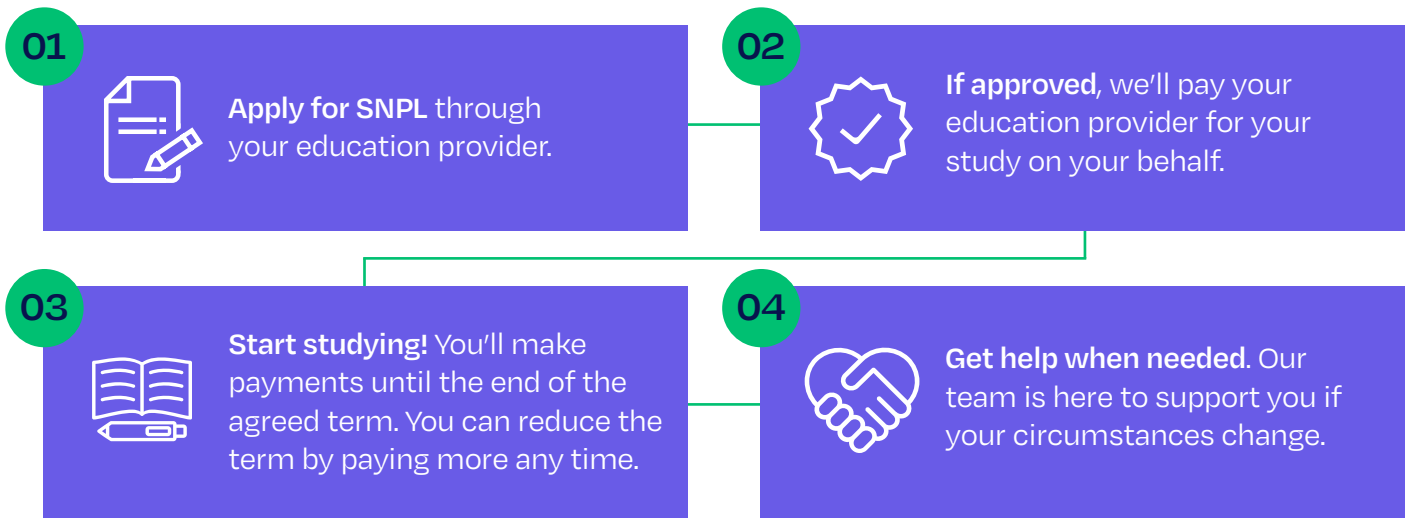 01
Apply for SNPL through
your education provider.
02
If approved, we’ll pay your
education provider for your
study on your behalf.
03
Start studying! You’ll make
payments until the end of the
agreed term. You can reduce the
term by paying more any time.
04
Get help when needed. Our
team is here to support you if
your circumstances change.